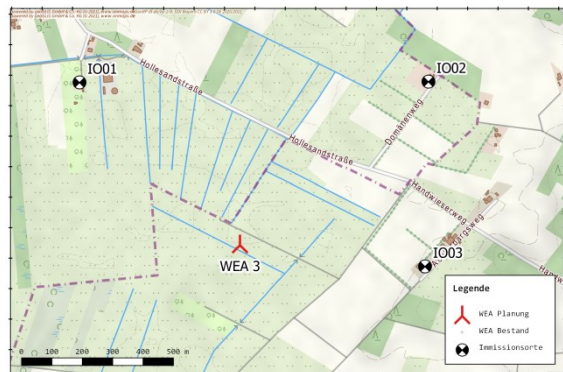 IO01
IO02
Hollesandstraße
Domänenweg
Hollesandstraße
Handwieserweg
IO03
WEA 3
Handw
Legende
WEA Planung
WEA Bestand
Immissionsorte
0 100 200 300 400 500 m